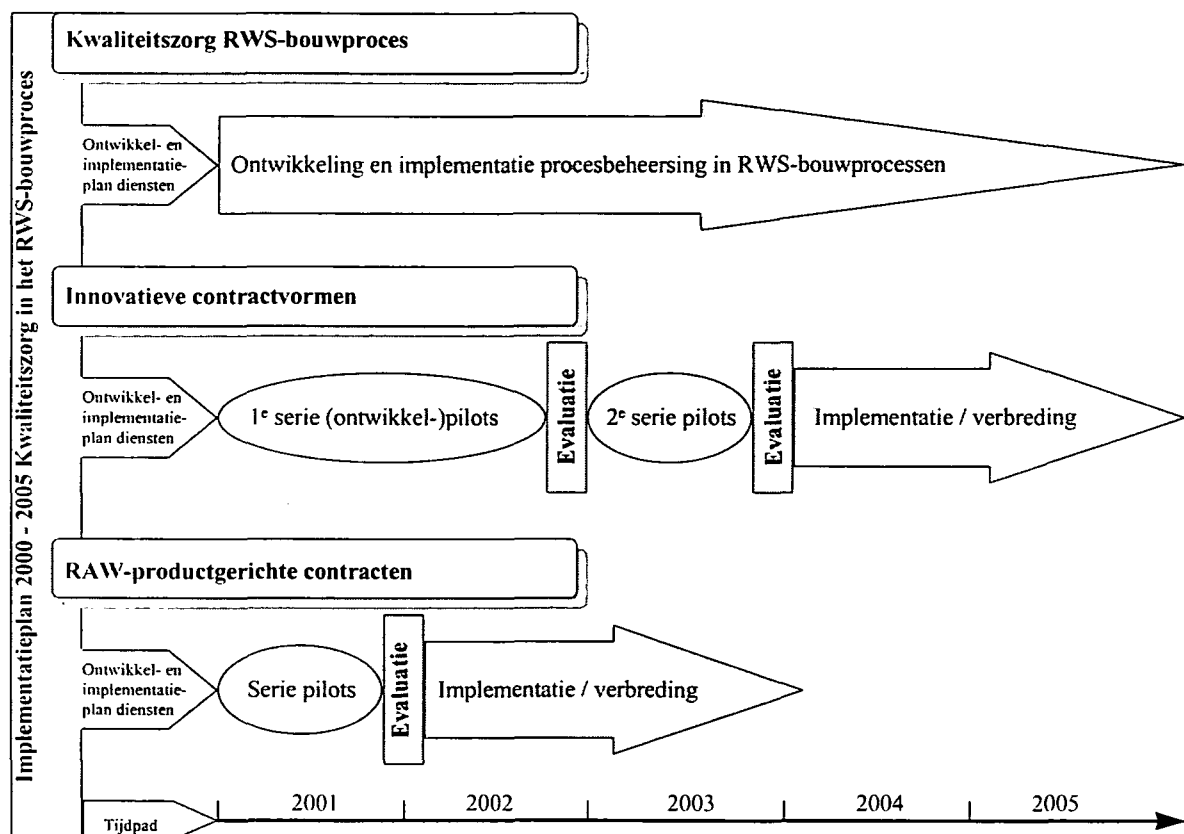 Implementatieplan 2000 - 2005 Kwaliteitszorg in het RWS-bouwproces
Kwaliteitszorg RWS-bouwproces
Ontwikkel- en
implementatie-
plan diensten
Ontwikkeling en implementatie procesbeheersing in RWS-bouwprocessen
Innovatieve contractvormen
Ontwikkel- en
implementatie-
plan diensten
1e serie (ontwikkel-)pilots
Evaluatie
2e serie pilots
Evaluatie
Implementatie / verbreding
RAW-productgerichte contracten
Ontwikkel- en
implementatie-
plan diensten
Serie pilots
Evaluatie
Implementatie / verbreding
Tijdpad
2001
2002
2003
2004
2005